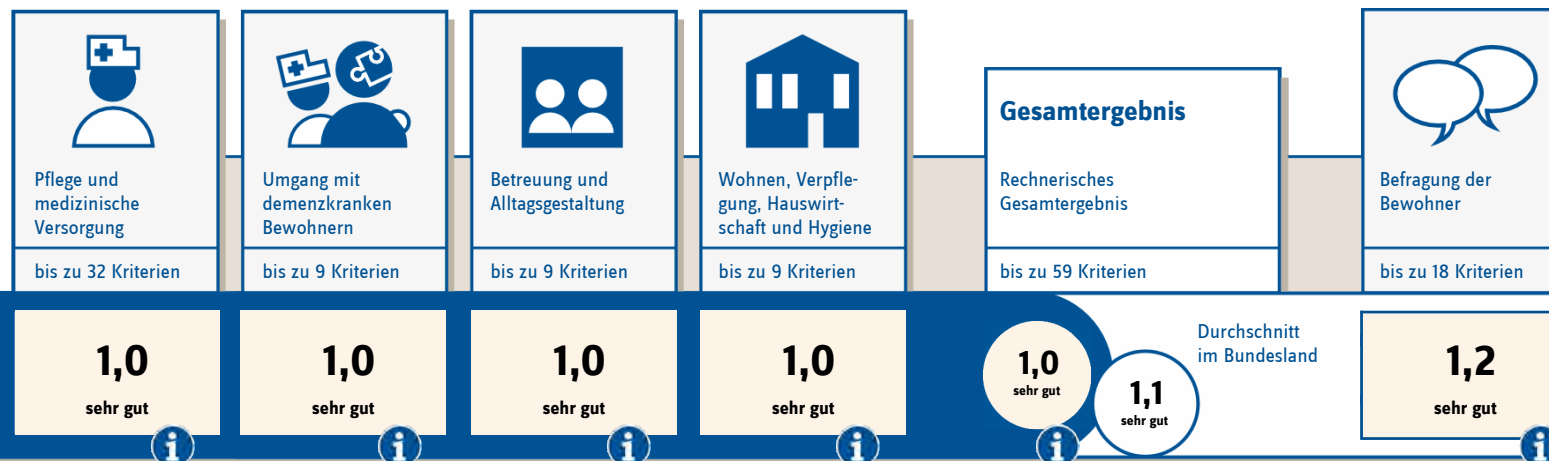 Pflege und
medizinische
Versorgung
bis zu 32 Kriterien
1,0
sehr gut
Umgang mit
demenzkranken
Bewohnern
bis zu 9 Kriterien
1,0
sehr gut
Betreuung und
Alltagsgestaltung
bis zu 9 Kriterien
1,0
sehr gut
Wohnen, Verpfle-
gung, Hauswirt-
schaft und Hygiene
bis zu 9 Kriterien
1,0
sehr gut
Gesamtergebnis
Rechnerisches
Gesamtergebnis
bis zu 59 Kriterien
1,0
sehr gut
1,1
sehr gut
Durchschnitt
im Bundesland
Befragung der
Bewohner
bis zu 18 Kriterien
1,2
sehr gut